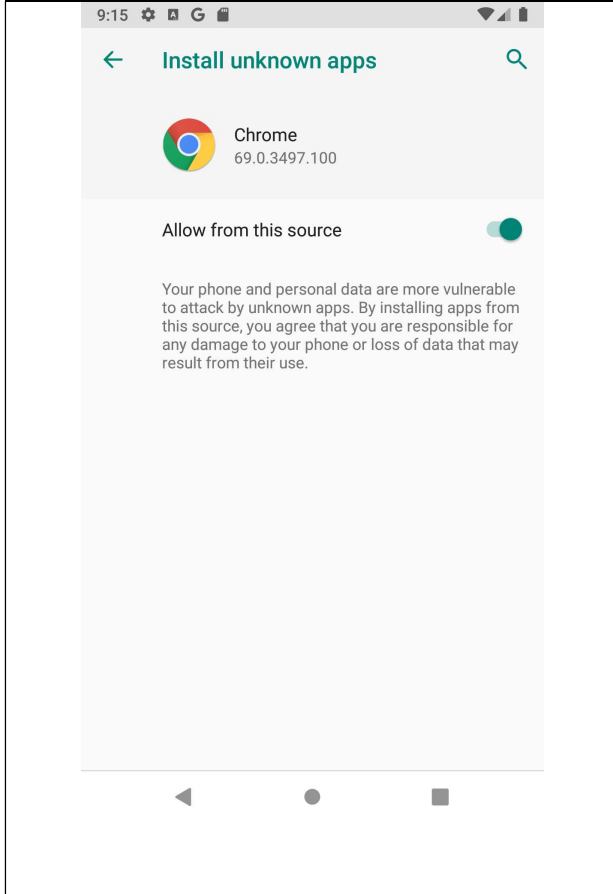 9:15
Install unknown apps
Chrome
69.0.3497.100
Allow from this source
Your phone and personal data are more vulnerable
to attack by unknown apps. By installing apps from
this source, you agree that you are responsible for
any damage to your phone or loss of data that may
result from their use.